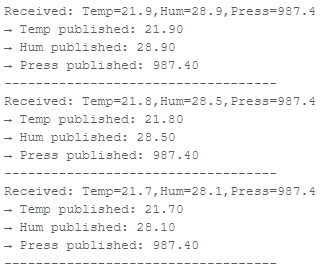 Received: Temp=21.9,Hum=28.9,Press=987.4
→ Temp published: 21.90
→ Hum published: 28.90
→ Press published: 987.40
-----------------------------------
Received: Temp=21.8,Hum=28.5,Press=987.4
→ Temp published: 21.80
→ Hum published: 28.50
→ Press published: 987.40
-----------------------------------
Received: Temp=21.7,Hum=28.1,Press=987.4
→ Temp published: 21.70
→ Hum published: 28.10
→ Press published: 987.40
-----------------------------------